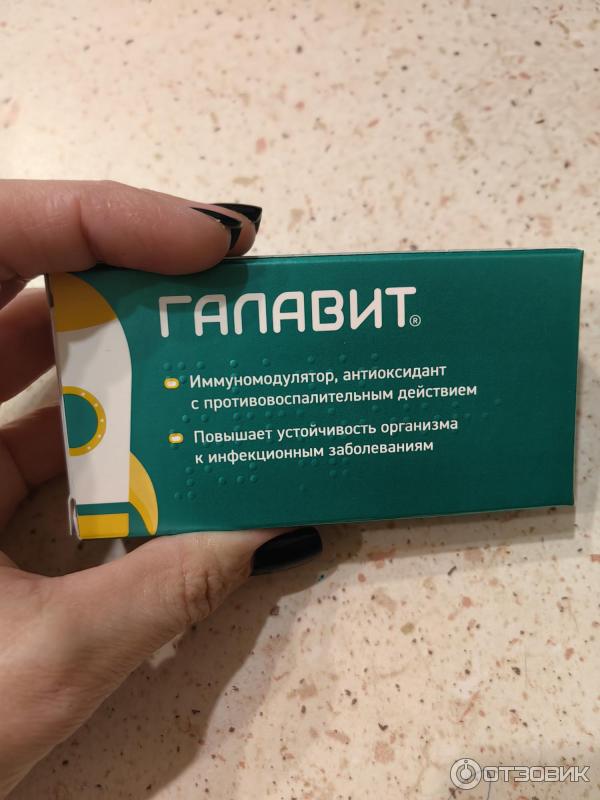 ГАЛАВИТ®
Иммуномодулятор, антиоксидант
с противовоспалительным действием
Повышает устойчивость организма
к инфекционным заболеваниям
ОТЗОВИК